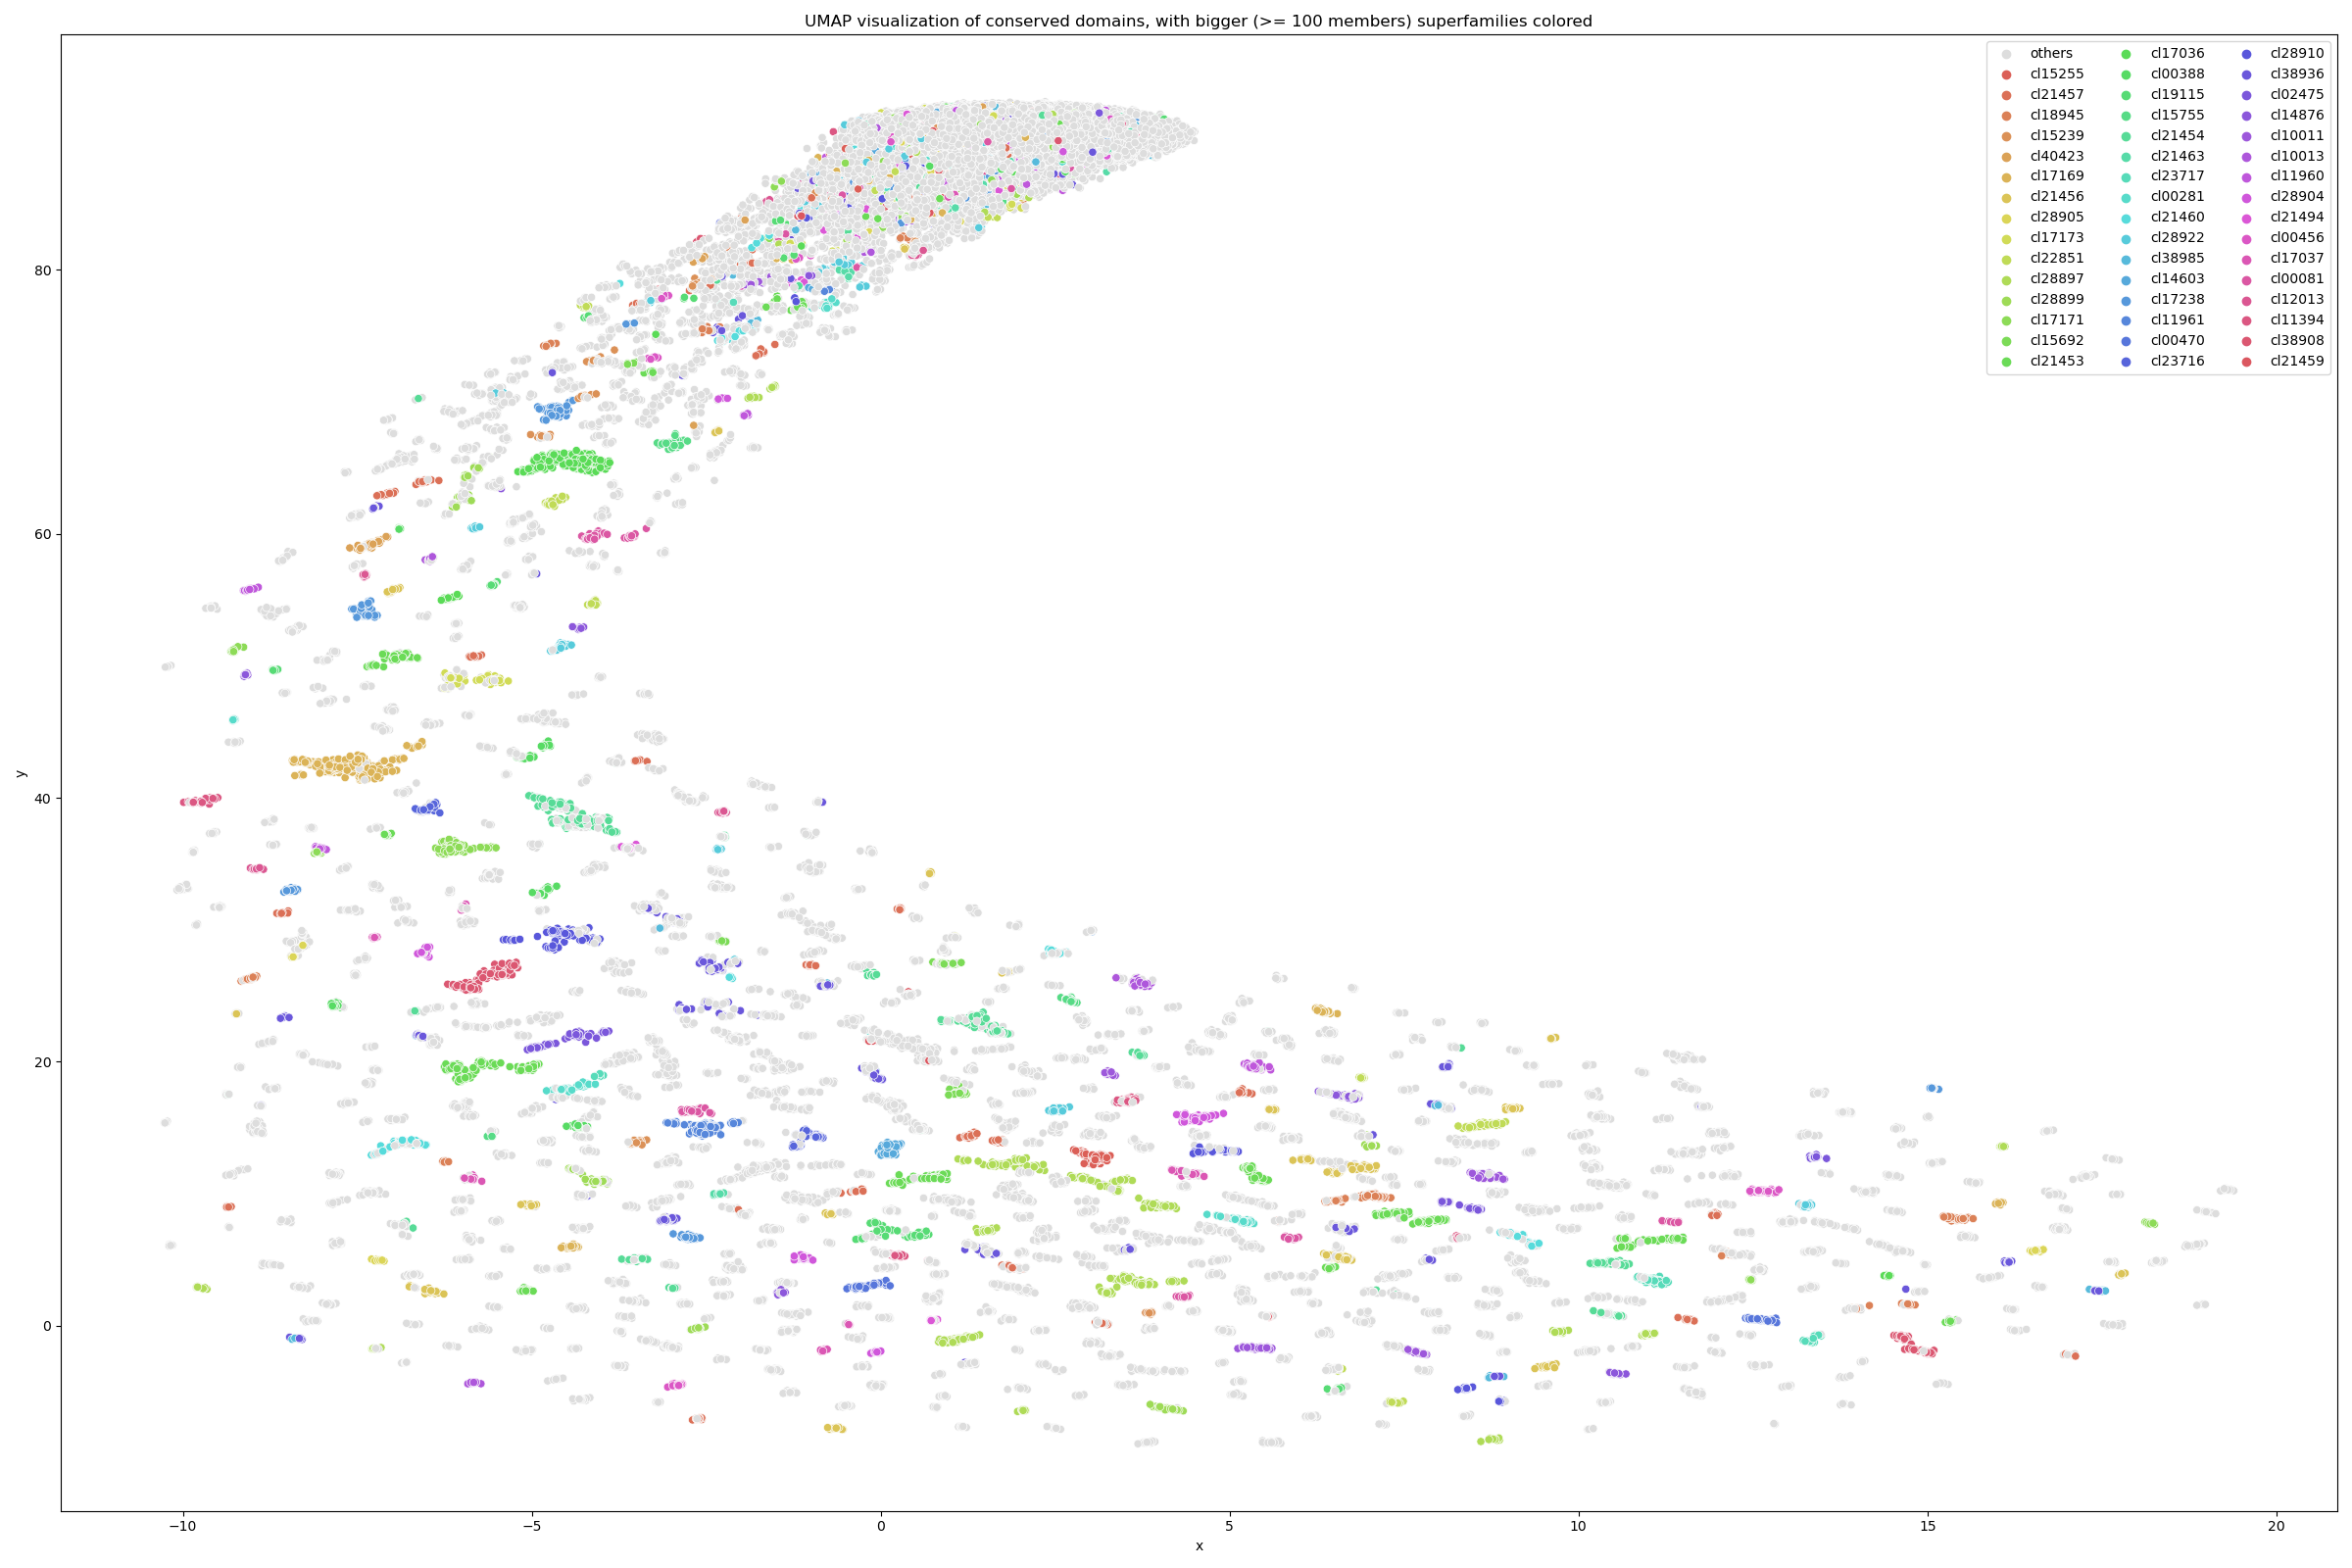 UMAP visualization of conserved domains, with bigger (>= 100 members) superfamilies colored
others
cl15255
cl21457
cl18945
cl15239
cl40423
cl17169
cl21456
cl28905
cl17173
cl22851
cl28897
cl28899
cl17171
cl15692
cl21453
cl17036
cl00388
cl19115
cl15755
cl21454
cl21463
cl23717
cl00281
cl21460
cl28922
cl38985
cl14603
cl17238
cl11961
cl00470
cl23716
cl28910
cl38936
cl02475
cl14876
cl10011
cl10013
cl11960
cl28904
cl21494
cl00456
cl17037
cl00081
cl12013
cl11394
cl38908
cl21459
80
60
40
20
0
y
−10
−5
0
5
10
15
20
x